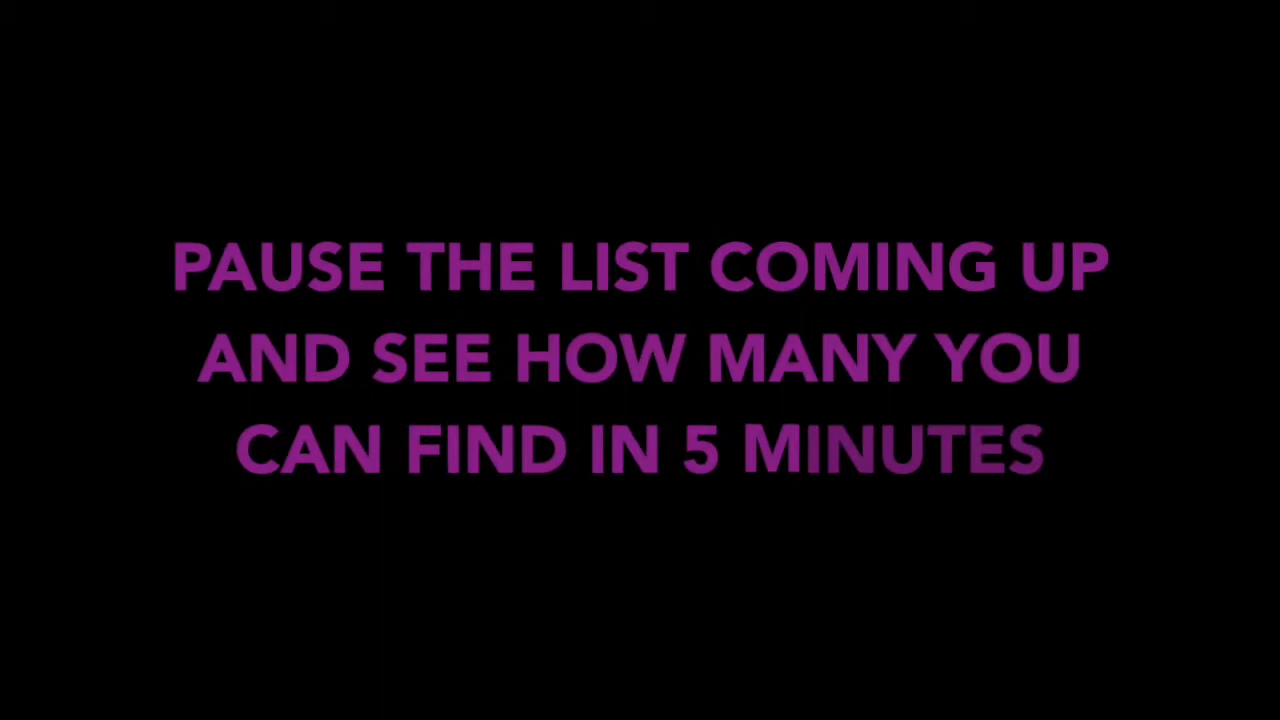 PAUSE THE LIST COMING UP
AND SEE HOW MANY YOU
CAN FIND IN 5 MINUTES